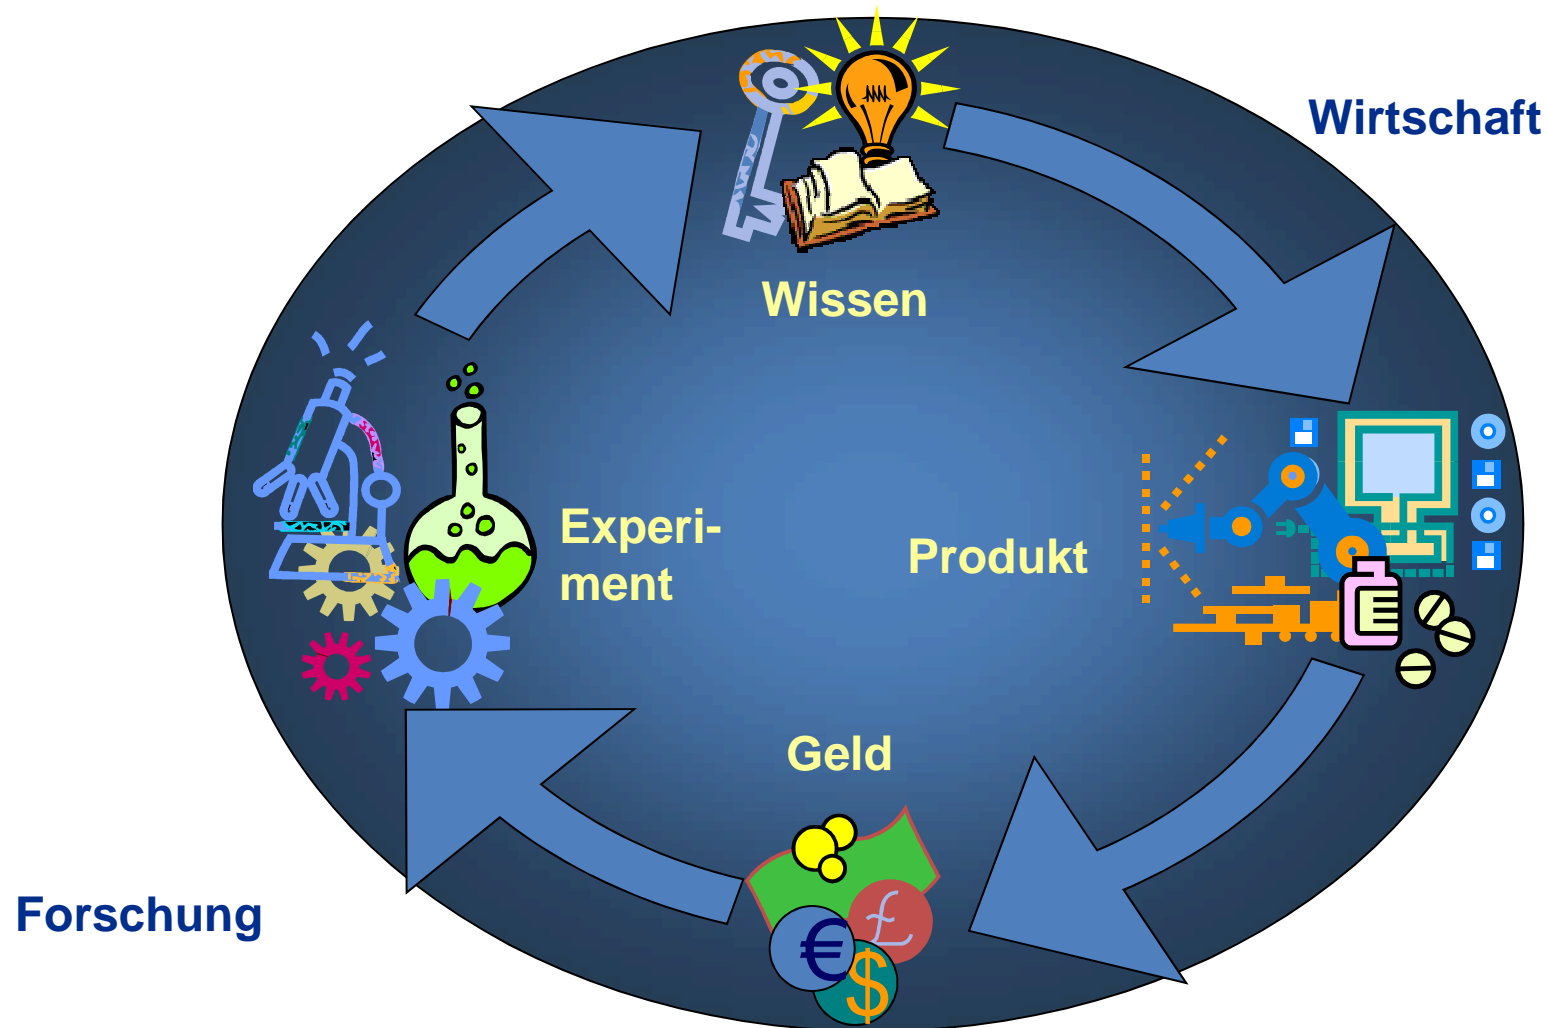 Wirtschaft
Wissen
Experi-
ment
Produkt
Geld
Forschung
£
€
$